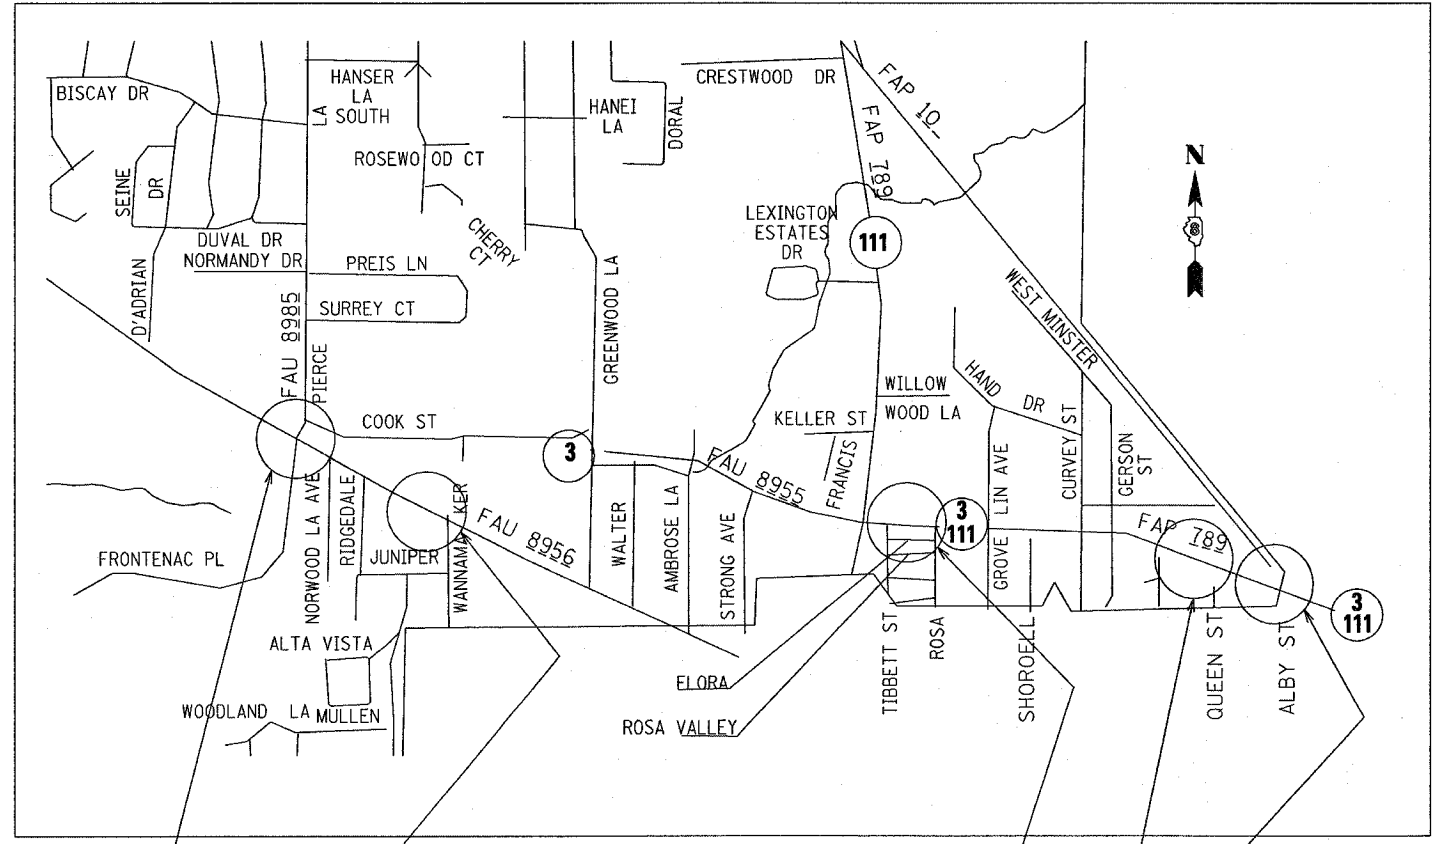 BISCAY DR
HANSER
LA
SOUTH
LA
HANEI
LA
DORAL
CRESTWOOD DR
FAP 10
FAP 789
ROSEWOOD CT
SEINE
DR
CHERRY
CT
LEXINGTON
ESTATES
DR
111
N
DUVAL DR
NORMANDY DR
PREIS LN
SURREY CT
D'ADRIAN
FAU 8985
PIERCE
GREENWOOD LA
WEST MINSTER
HAND DR
WILLOW
WOOD LA
KELLER ST
FRANCIS
COOK ST
3
FAU 8955
CURVEY ST
GERSON
ST
GROVE LIN AVE
NORWOOD LA AVE
RIDGEDALE
JUNIPER
WANNAMAKER
FAU 8956
WALTER
AMBROSE LA
STRONG AVE
3
111
FAP 789
FRONTENAC PL
ALTA VISTA
WOODLAND LA
MULLEN
ELORA
ROSA VALLEY
TIBBETT ST
ROSA
SHOROELL
QUEEN ST
ALBY ST
3
111